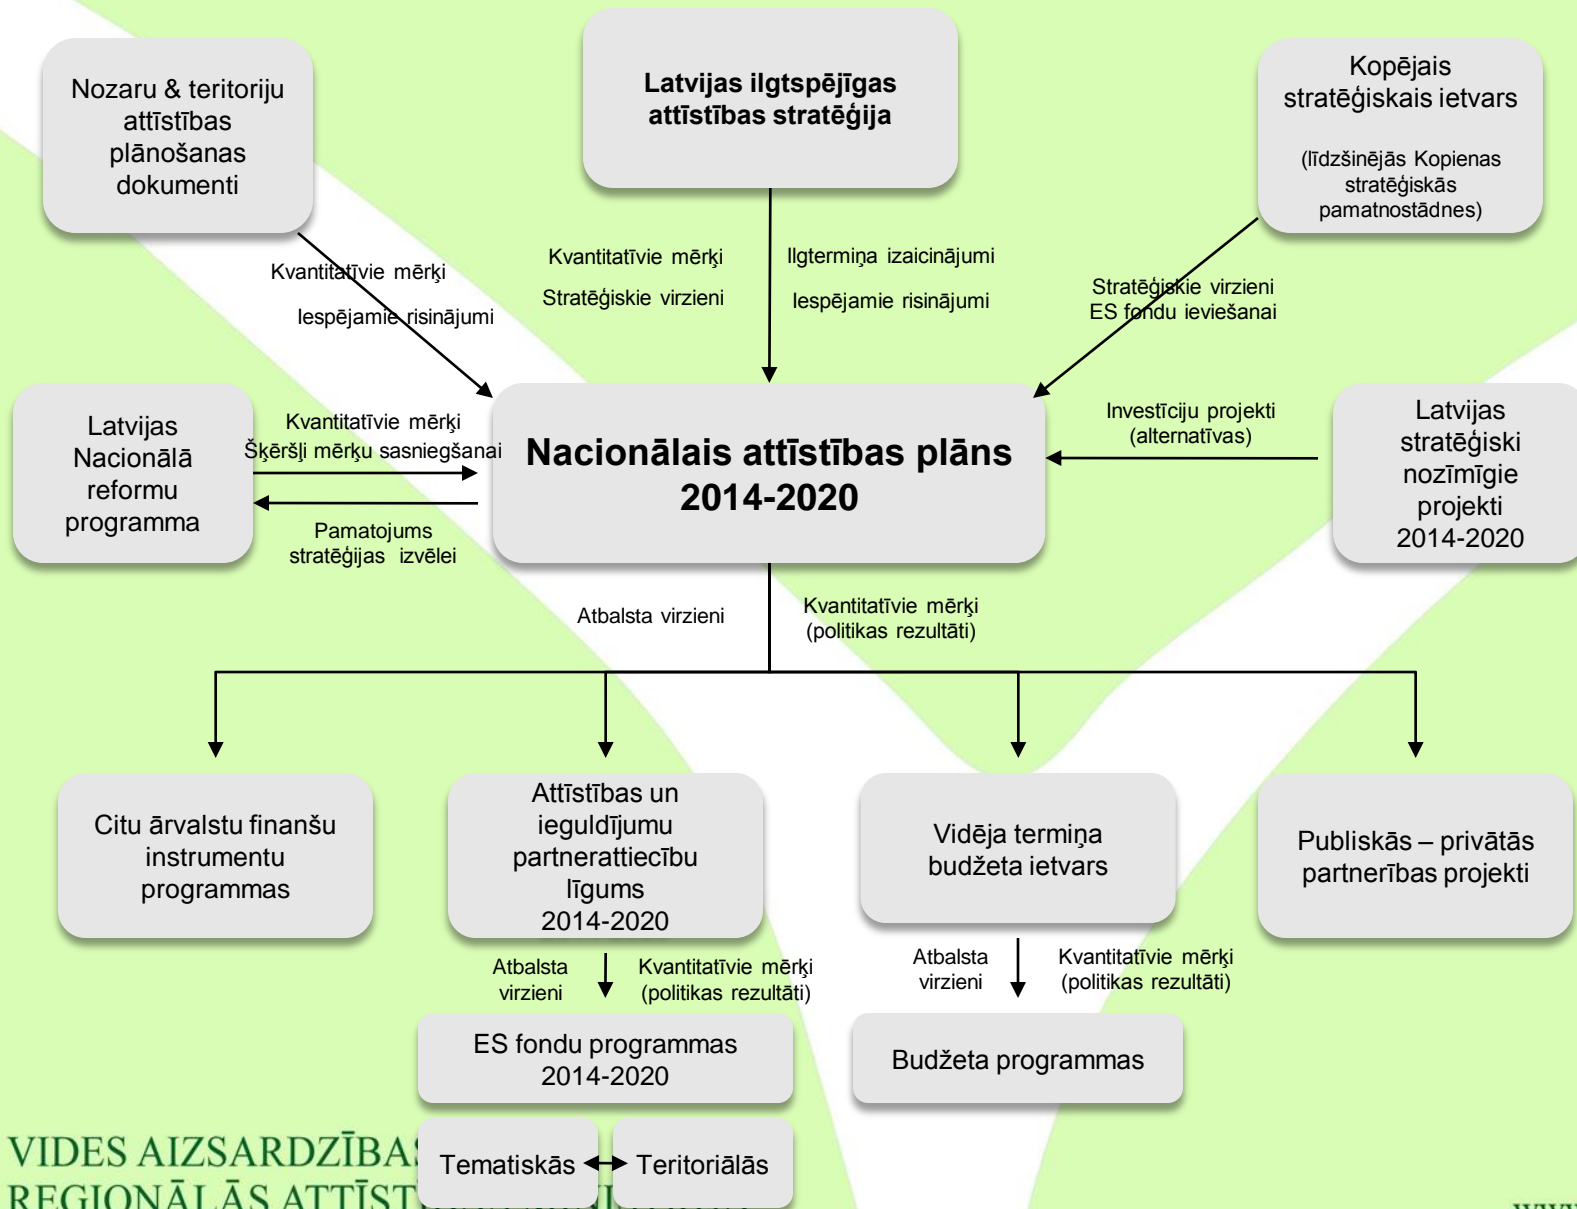 Nozaru & teritoriju
attīstības
plānošanas
dokumenti
Latvijas ilgtspējīgas
attīstības stratēģija
Kopējais
stratēģiskais ietvars
(līdzšinējās Kopienas
stratēģiskās
pamatnostādnes)
Kvantitatīvie mērķi
Iespējamie risinājumi
Kvantitatīvie mērķi
Stratēģiskie virzieni
Ilgtermiņa izaicinājumi
Iespējamie risinājumi
Stratēģiskie virzieni
ES fondu ieviešanai
Latvijas
Nacionālā
reformu
programma
Kvantitatīvie mērķi
Šķēršļi mērķu sasniegšanai
Pamatojums
stratēģijas izvēlei
Nacionālais attīstības plāns
2014-2020
Investīciju projekti
(alternatīvas)
Latvijas
stratēģiski
nozīmīgie
projekti
2014-2020
Atbalsta virzieni
Kvantitatīvie mērķi
(politikas rezultāti)
Citu ārvalstu finanšu
instrumentu
programmas
Attīstības un
ieguldījumu
partnerattiecību
līgums
2014-2020
Vidēja termiņa
budžeta ietvars
Publiskās – privātās
partnerības projekti
Atbalsta
virzieni
Kvantitatīvie mērķi
(politikas rezultāti)
Atbalsta
virzieni
Kvantitatīvie mērķi
(politikas rezultāti)
ES fondu programmas
2014-2020
Budžeta programmas
Tematiskās
Teritoriālās
VIDES AIZSARDZĪBAS
REGIONĀLĀS
www